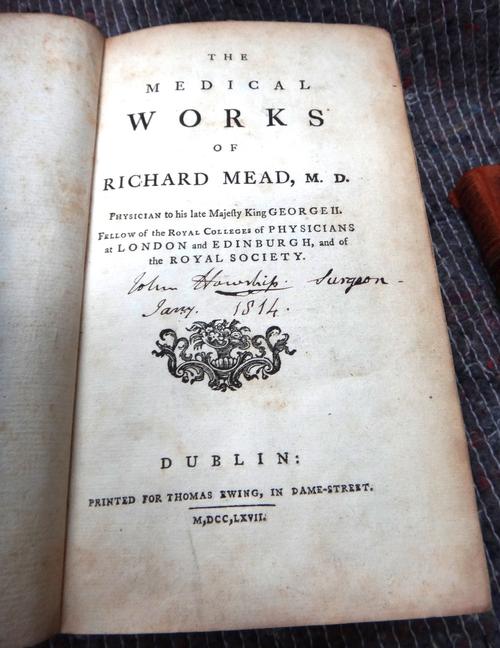 THE
MEDICAL
WORKS
OF
RICHARD MEAD, M. D.
PHYSICIAN to his late Majeſty King GEORGE II.
FELLOW of the ROYAL COLLEGES of PHYSICIANS
at LONDON and EDINBURGH, and of
the ROYAL SOCIETY.
John Howship. Surgeon -
Jany. 1814.
DUBLIN:
PRINTED FOR THOMAS EWING, IN DAME-STREET.
M,DCC,LXVII.